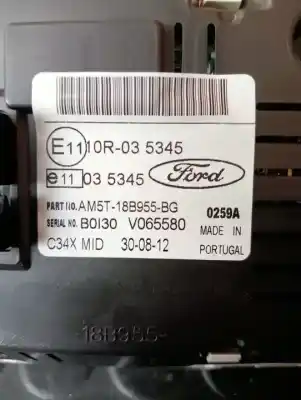 E11 10R-03 5345
e11 03 5345
Ford
PART NO. AM5T-18B955-BG 0259A
SERIAL NO. B0I30 V065580 MADE IN
C34X MID 30-08-12 PORTUGAL
-18B955-